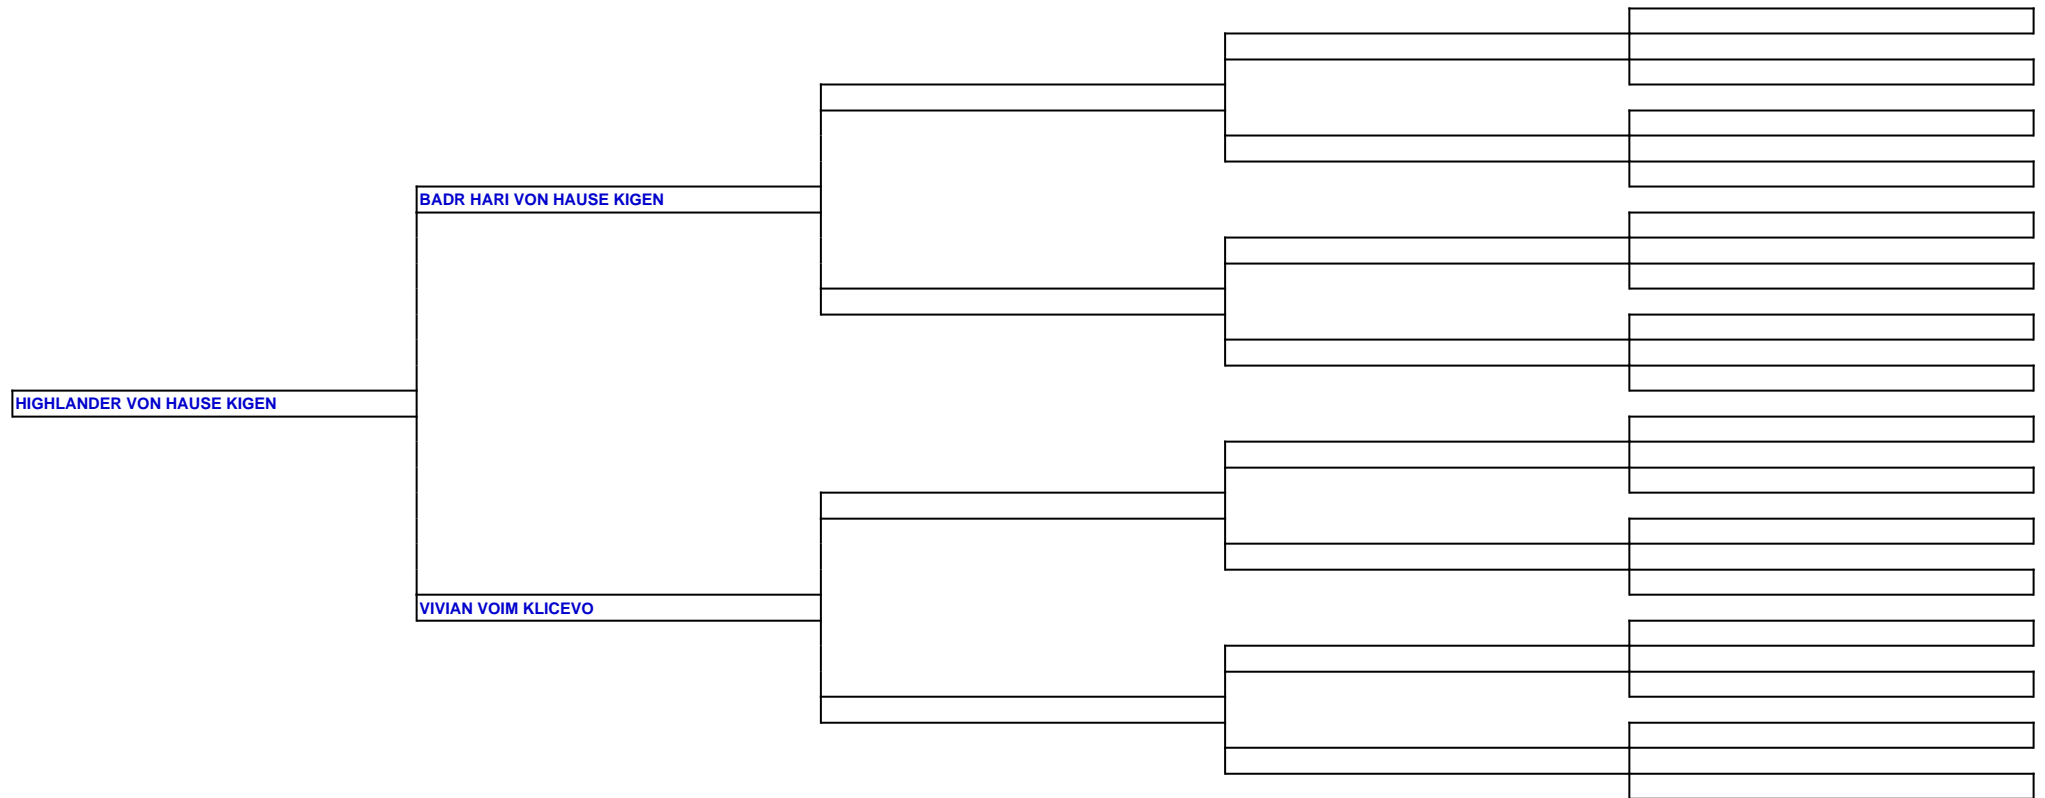 BADR HARI VON HAUSE KIGEN
HIGHLANDER VON HAUSE KIGEN
VIVIAN VOIM KLICEVO